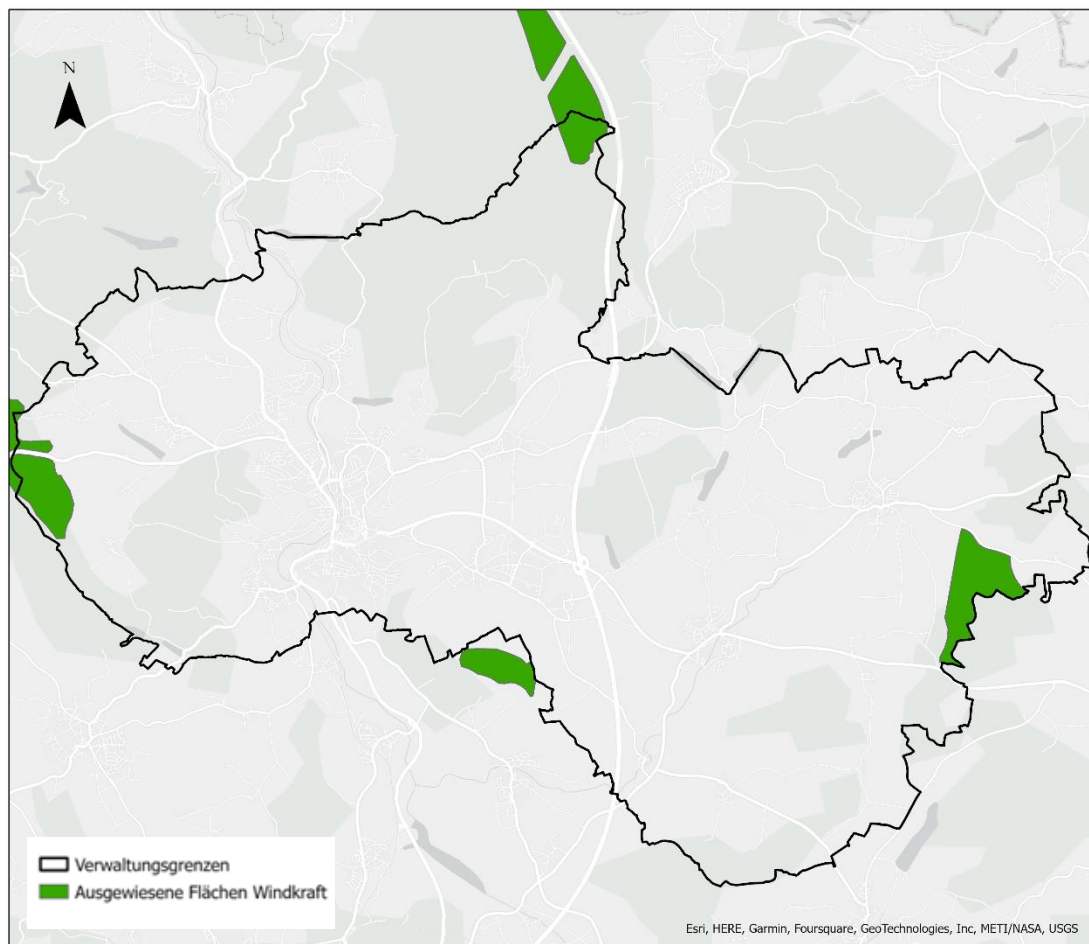 N
Verwaltungsgrenzen
Ausgewiesene Flächen Windkraft
Esri, HERE, Garmin, Foursquare, GeoTechnologies, Inc, METI/NASA, USGS